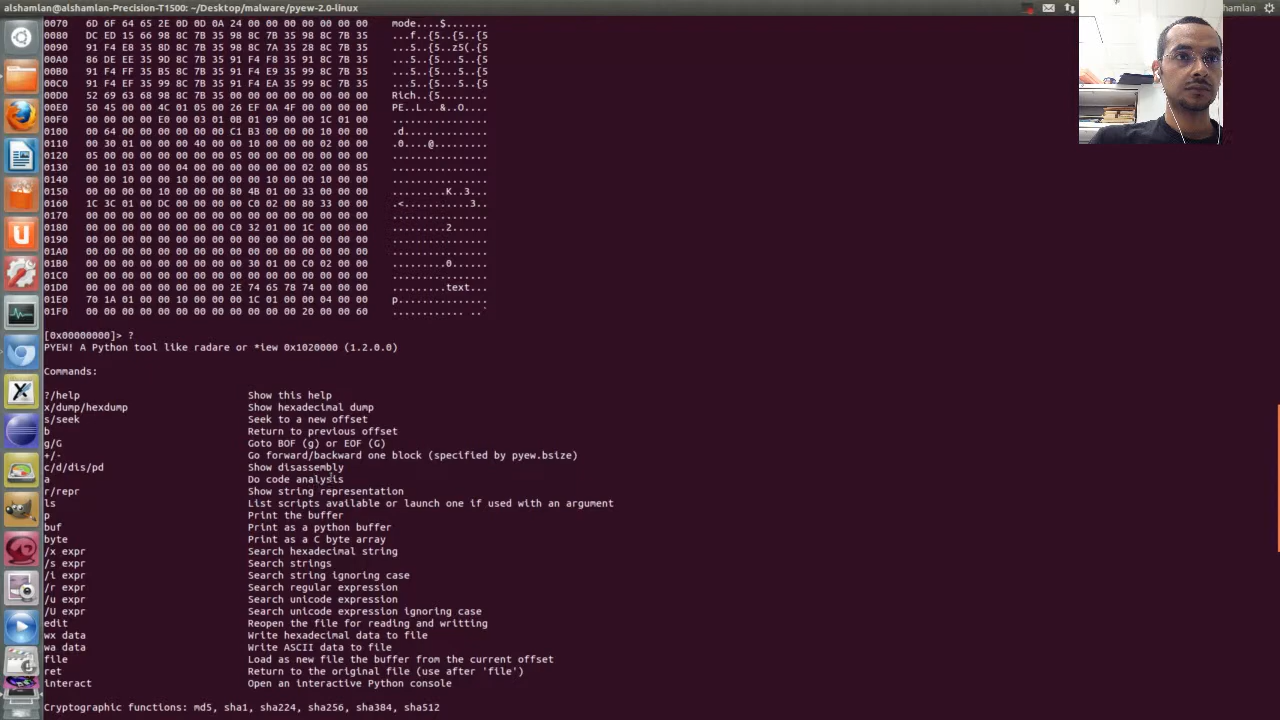 alshamlan@alshamlan-Precision-T1500: ~/Desktop/malware/pyew-2.0-linux
hamlan
0070 6D 6F 64 65 2E 0D 0D 0A 24 00 00 00 00 00 00 00 mode....$.......
0080 DC ED 15 66 98 8C 7B 35 98 8C 7B 35 98 8C 7B 35 ...f..{5..{5..{5
0090 91 F4 E8 35 8D 8C 7B 35 98 8C 7A 35 28 8C 7B 35 ...5..{5..z5(.{5
00A0 86 DE EE 35 9D 8C 7B 35 91 F4 F8 35 91 8C 7B 35 ...5..{5...5..{5
00B0 91 F4 FF 35 B5 8C 7B 35 91 F4 E9 35 99 8C 7B 35 ...5..{5...5..{5
00C0 91 F4 EF 35 99 8C 7B 35 91 F4 EA 35 99 8C 7B 35 ...5..{5...5..{5
00D0 52 69 63 68 98 8C 7B 35 00 00 00 00 00 00 00 00 Rich..{5........
00E0 50 45 00 00 4C 01 05 00 26 EF 0A 4F 00 00 00 00 PE..L...&..O....
00F0 00 00 00 00 E0 00 03 01 0B 01 09 00 00 1C 01 00 ................
0100 00 64 00 00 00 00 00 00 C1 B3 00 00 00 10 00 00 .d..............
0110 00 30 01 00 00 00 40 00 00 10 00 00 00 02 00 00 .0....@.........
0120 05 00 00 00 00 00 00 00 05 00 00 00 00 00 00 00 ................
0130 00 10 03 00 00 04 00 00 00 00 00 00 02 00 00 85 ................
0140 00 00 10 00 00 10 00 00 00 00 10 00 00 10 00 00 ................
0150 00 00 00 00 10 00 00 00 80 4B 01 00 33 00 00 00 .........K..3...
0160 1C 3C 01 00 DC 00 00 00 00 C0 02 00 80 33 00 00 .<...........3..
0170 00 00 00 00 00 00 00 00 00 00 00 00 00 00 00 00 ................
0180 00 00 00 00 00 00 00 00 C0 32 01 00 1C 00 00 00 .........2......
0190 00 00 00 00 00 00 00 00 00 00 00 00 00 00 00 00 ................
01A0 00 00 00 00 00 00 00 00 00 00 00 00 00 00 00 00 ................
01B0 00 00 00 00 00 00 00 00 00 30 01 00 C0 02 00 00 .........0......
01C0 00 00 00 00 00 00 00 00 00 00 00 00 00 00 00 00 ................
01D0 00 00 00 00 00 00 00 00 2E 74 65 78 74 00 00 00 .........text...
01E0 70 1A 01 00 00 10 00 00 00 1C 01 00 00 04 00 00 p...............
01F0 00 00 00 00 00 00 00 00 00 00 00 00 20 00 00 60 ............ ..`
[0x00000000]> ?
PYEW! A Python tool like radare or *iew 0x1020000 (1.2.0.0)
Commands:
?/help Show this help
x/dump/hexdump Show hexadecimal dump
s/seek Seek to a new offset
b Return to previous offset
g/G Goto BOF (g) or EOF (G)
+/- Go forward/backward one block (specified by pyew.bsize)
c/d/dis/pd Show disassembly
a Do code analysis
r/repr Show string representation
ls List scripts available or launch one if used with an argument
p Print the buffer
buf Print as a python buffer
byte Print as a C byte array
/x expr Search hexadecimal string
/s expr Search strings
/i expr Search string ignoring case
/r expr Search regular expression
/u expr Search unicode expression
/U expr Search unicode expression ignoring case
edit Reopen the file for reading and writting
wx data Write hexadecimal data to file
wa data Write ASCII data to file
file Load as new file the buffer from the current offset
ret Return to the original file (use after 'file')
interact Open an interactive Python console
Cryptographic functions: md5, sha1, sha224, sha256, sha384, sha512